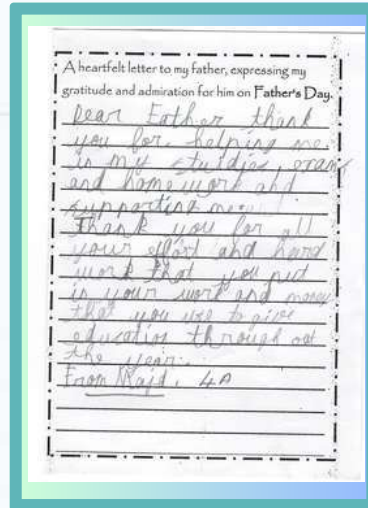 A heartfelt letter to my father, expressing my
gratitude and admiration for him on Father's Day.
Dear Father thank
you for helping me
in my studies, exams
and homework and
supporting me.
Thank you for all
your effort and hard
work that you put
in your work and money
that you use to give
education through out
the year.
From Majd. 4A